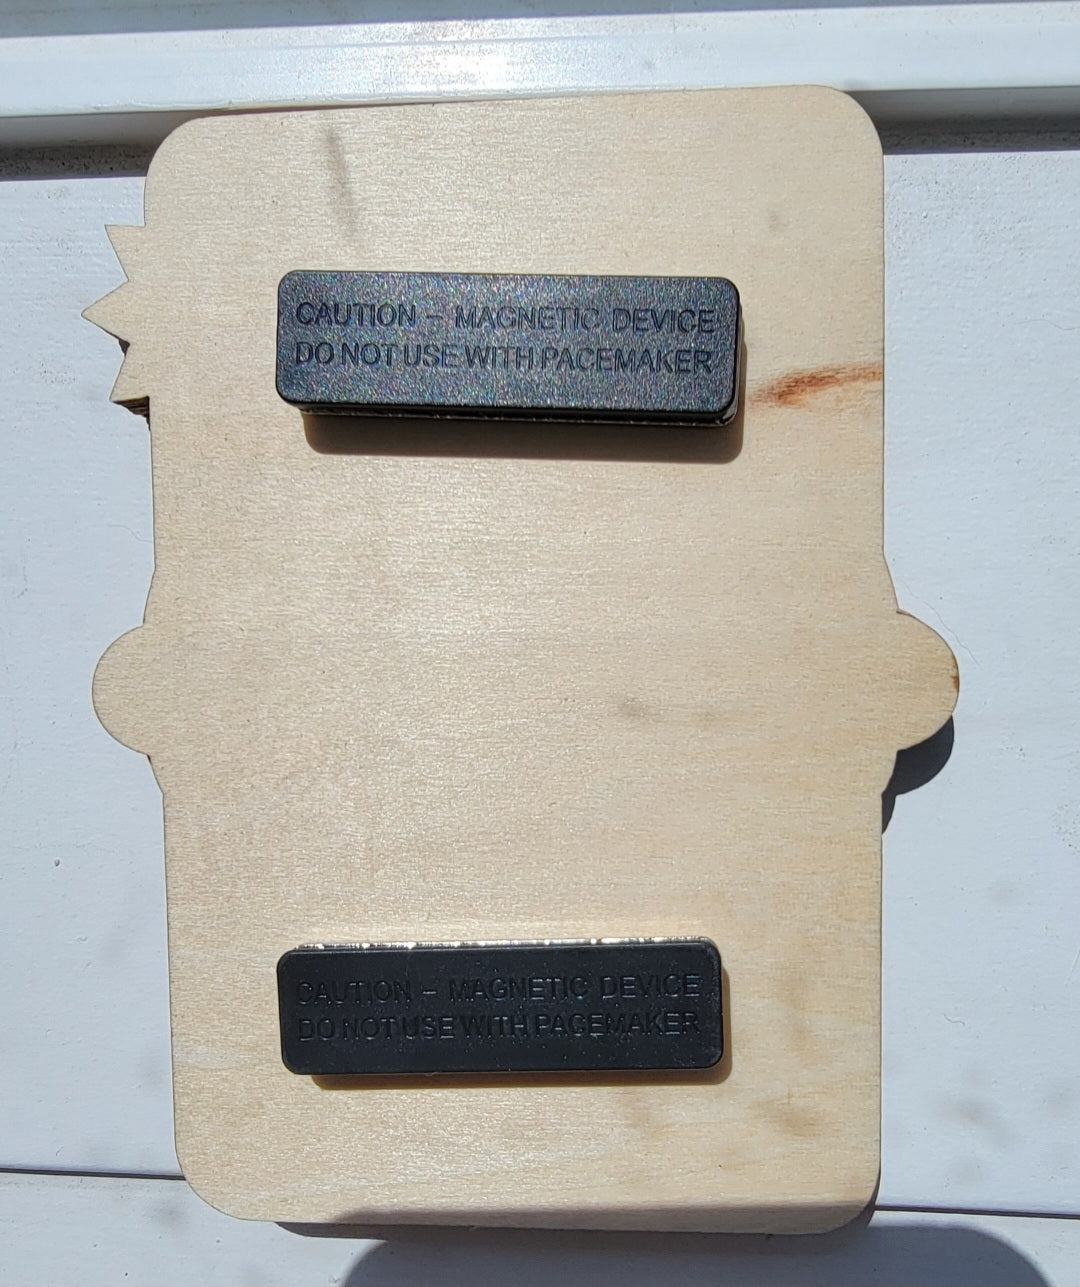 CAUTION – MAGNETIC DEVICE
DO NOT USE WITH PACEMAKER
CAUTION – MAGNETIC DEVICE
DO NOT USE WITH PACEMAKER